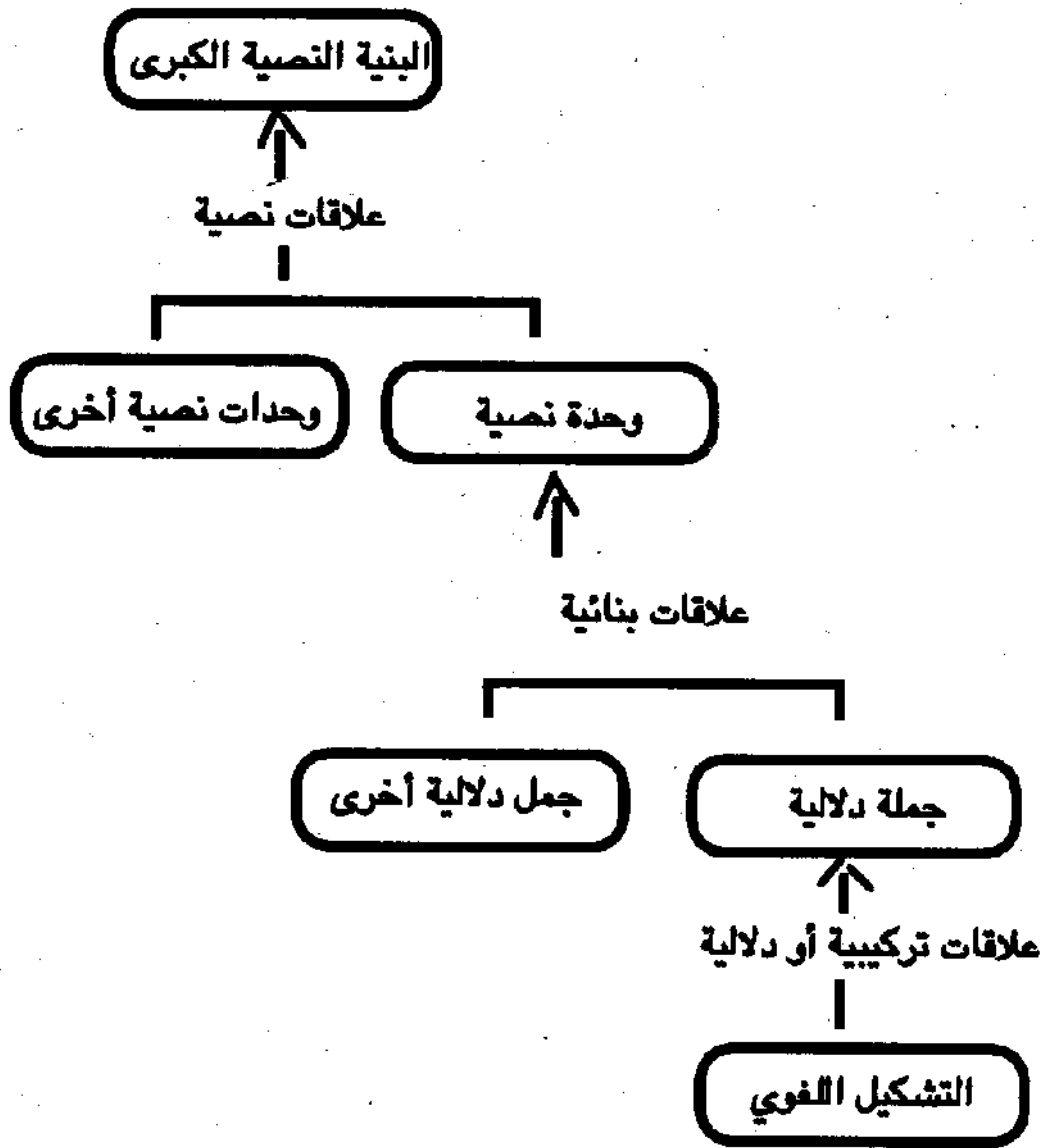 البنية النصية الكبرى
علاقات نصية
وحدة نصية
وحدات نصية أخرى
علاقات بنائية
جملة دلالية
جمل دلالية أخرى
علاقات تركيبية أو دلالية
التشكيل اللغوي